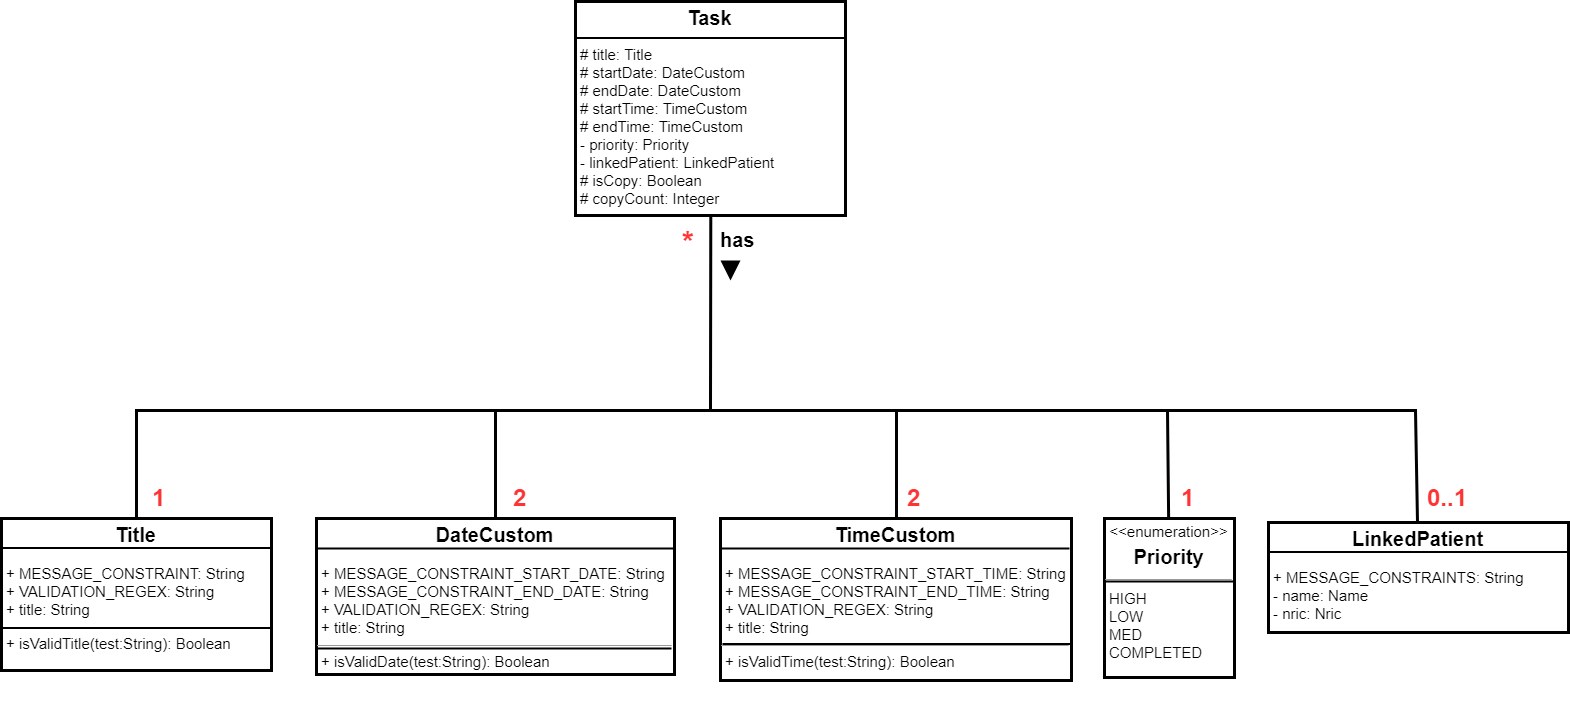 Task
# title: Title
# startDate: DateCustom
# endDate: DateCustom
# startTime: TimeCustom
# endTime: TimeCustom
- priority: Priority
- linkedPatient: LinkedPatient
# isCopy: Boolean
# copyCount: Integer
* has
1
Title
+ MESSAGE_CONSTRAINT: String
+ VALIDATION_REGEX: String
+ title: String
+ isValidTitle(test:String): Boolean
2
DateCustom
+ MESSAGE_CONSTRAINT_START_DATE: String
+ MESSAGE_CONSTRAINT_END_DATE: String
+ VALIDATION_REGEX: String
+ title: String
+ isValidDate(test:String): Boolean
2
TimeCustom
+ MESSAGE_CONSTRAINT_START_TIME: String
+ MESSAGE_CONSTRAINT_END_TIME: String
+ VALIDATION_REGEX: String
+ title: String
+ isValidTime(test:String): Boolean
1
<<enumeration>>
Priority
HIGH
LOW
MED
COMPLETED
0..1
LinkedPatient
+ MESSAGE_CONSTRAINTS: String
- name: Name
- nric: Nric